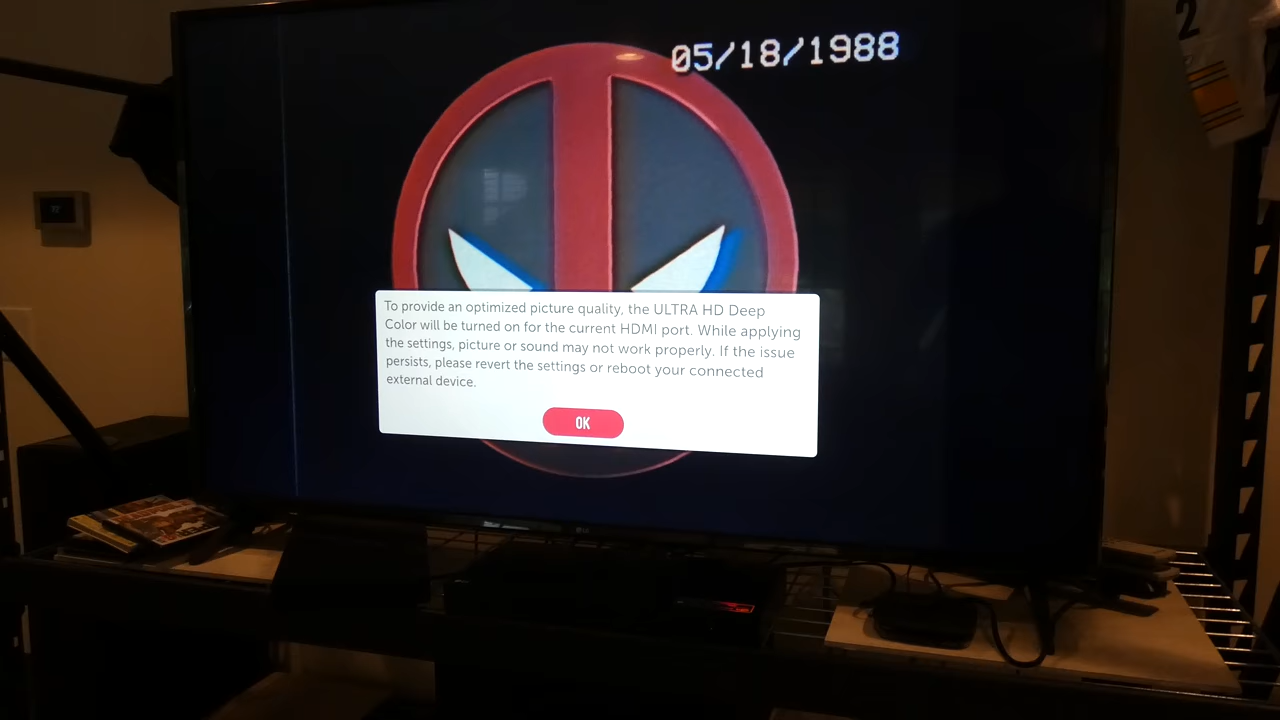 05/18/1988
2
To provide an optimized picture quality, the ULTRA HD Deep
Color will be turned on for the current HDMI port. While applying
the settings, picture or sound may not work properly. If the issue
persists, please revert the settings or reboot your connected
external device.
OK
LG